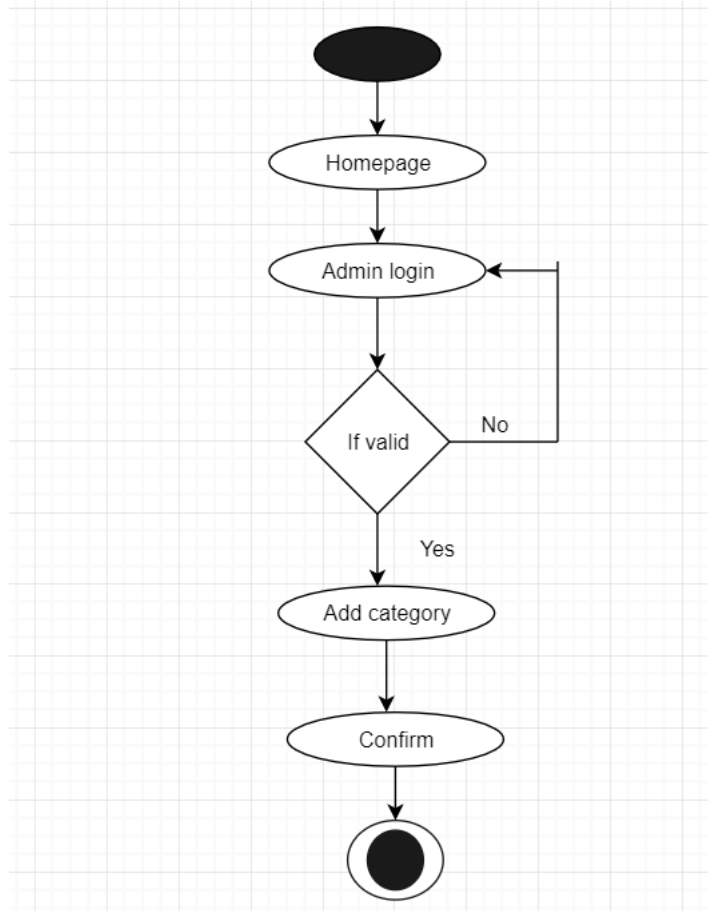 Homepage
Admin login
If valid
No
Yes
Add category
Confirm